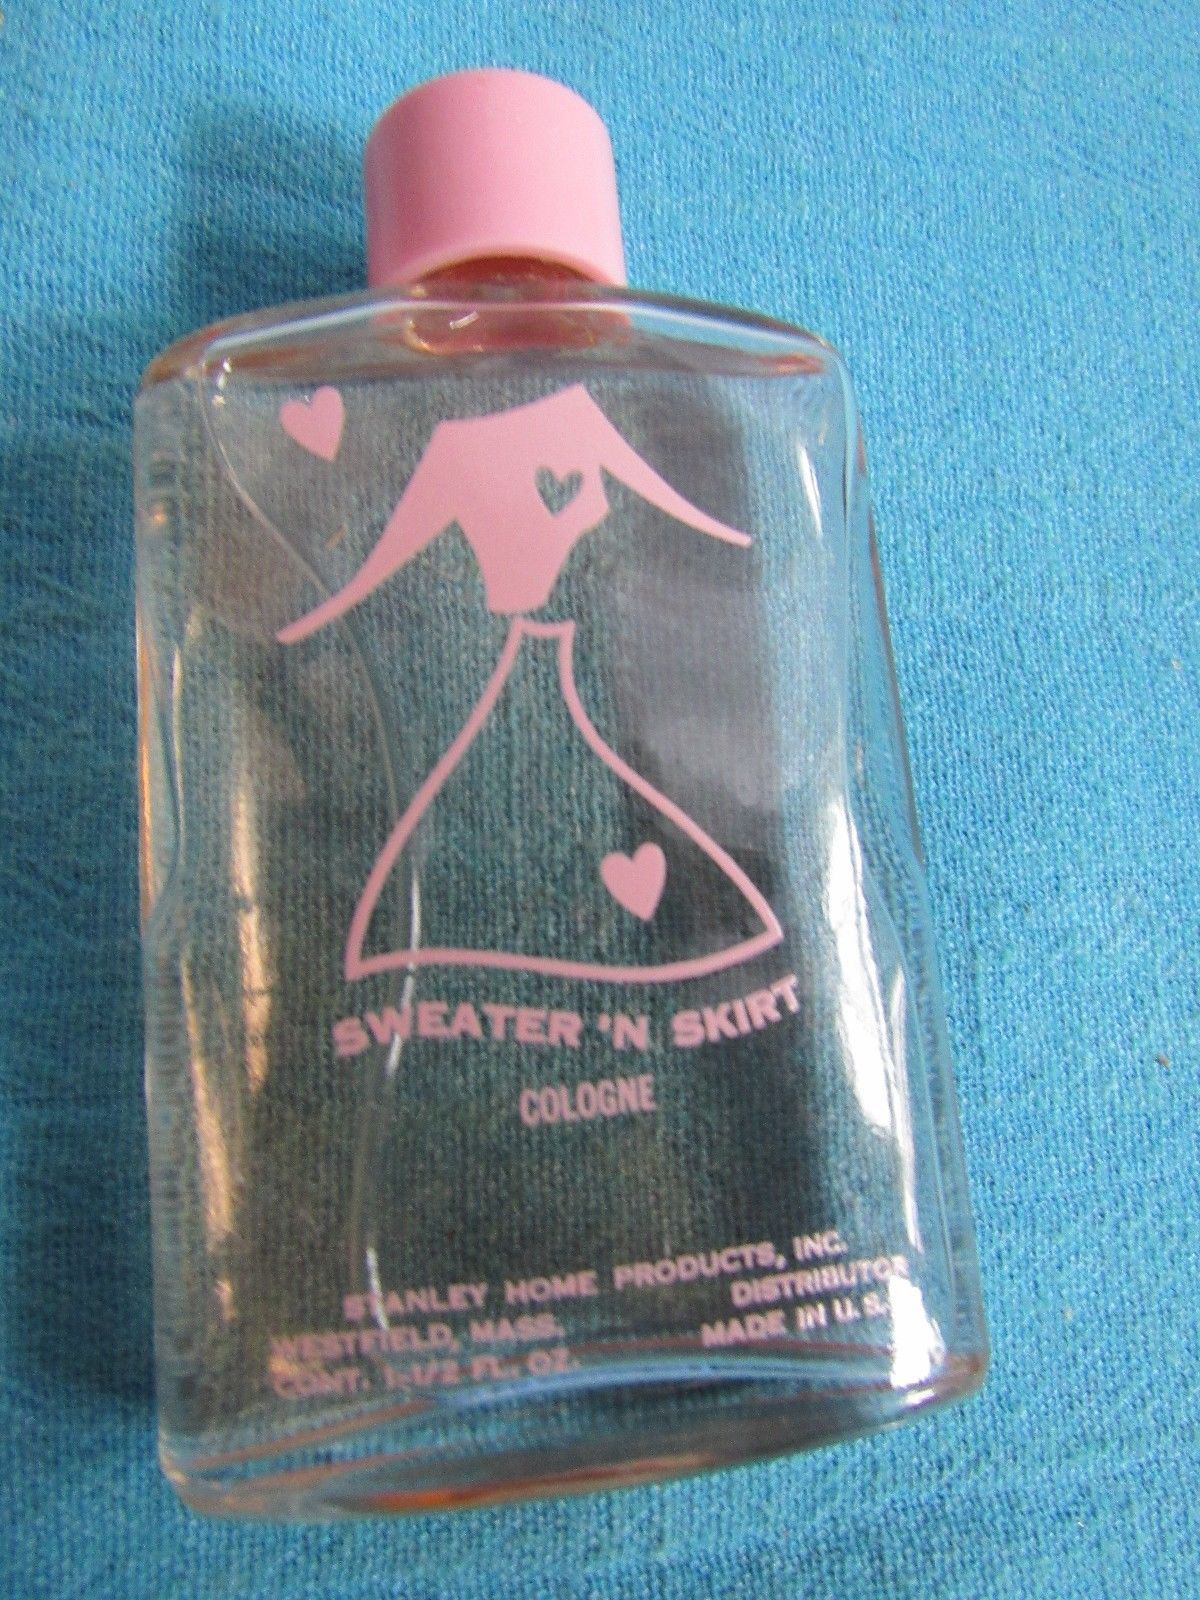 SWEATER 'N SKIRT
COLOGNE
STANLEY HOME PRODUCTS, INC.
WESTFIELD, MASS. DISTRIBUTOR
CONT. 1-1/2 FL. OZ. MADE IN U.S.